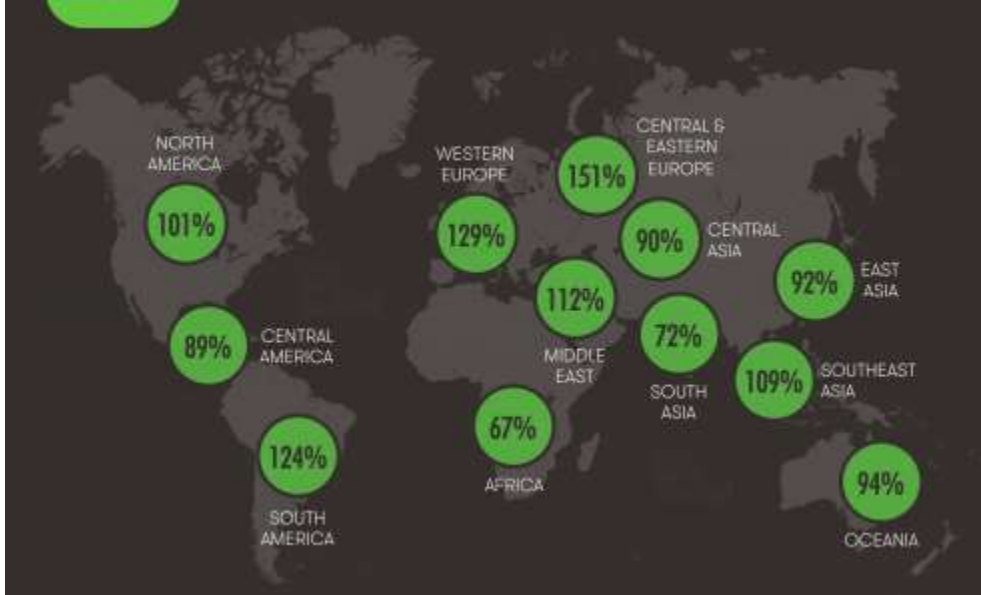 NORTH
AMERICA
101%
CENTRAL &
EASTERN
EUROPE
151%
WESTERN
EUROPE
129%
CENTRAL
ASIA
90%
EAST
ASIA
92%
112%
MIDDLE
EAST
72%
SOUTH
ASIA
89%
CENTRAL
AMERICA
109%
SOUTHEAST
ASIA
67%
AFRICA
124%
SOUTH
AMERICA
94%
OCEANIA